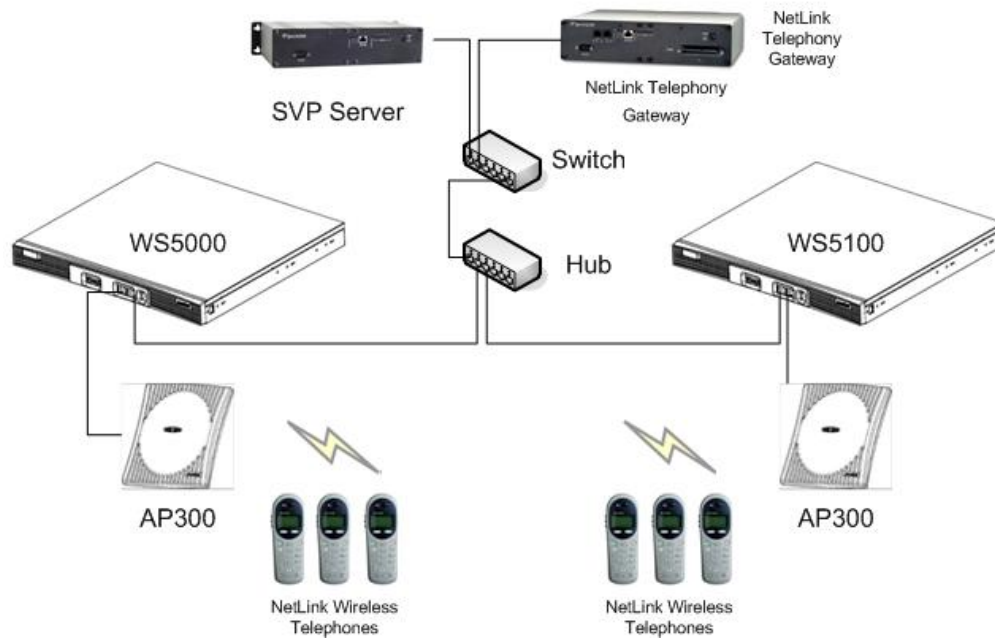 NetLink
Telephony
Gateway
NetLink Telephony
Gateway
SVP Server
Switch
WS5000
WS5100
Hub
AP300
AP300
NetLink Wireless
Telephones
NetLink Wireless
Telephones